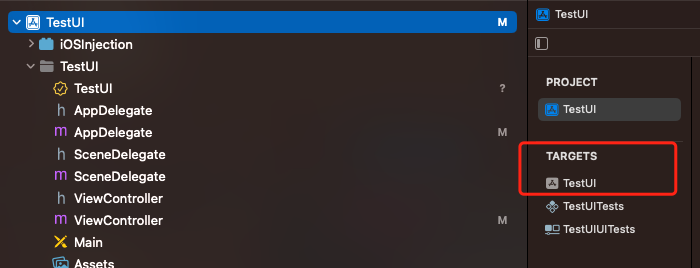 TestUI M
iOSInjection
TestUI
TestUI ?
h AppDelegate
m AppDelegate M
h SceneDelegate
m SceneDelegate
h ViewController
m ViewController M
Main
Assets
TestUI
PROJECT
TestUI
TARGETS
TestUI
TestUITests
TestUIUITests